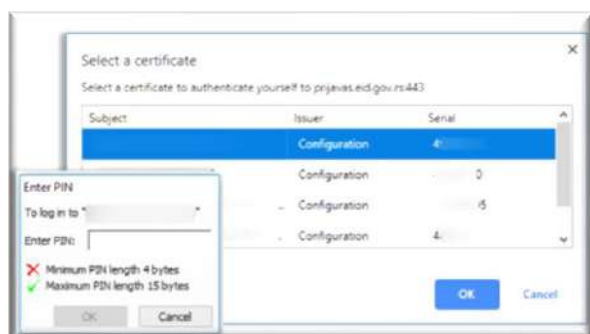 Select a certificate
Select a certificate to authenticate yourself to prijavas.eid.gov.rs:443
Subject Issuer Serial
Configuration
Configuration
Configuration
Configuration
Enter PIN
To log in to " "
Enter PIN:
Minimum PIN length 4 bytes
Maximum PIN length 15 bytes
OK Cancel
OK Cancel